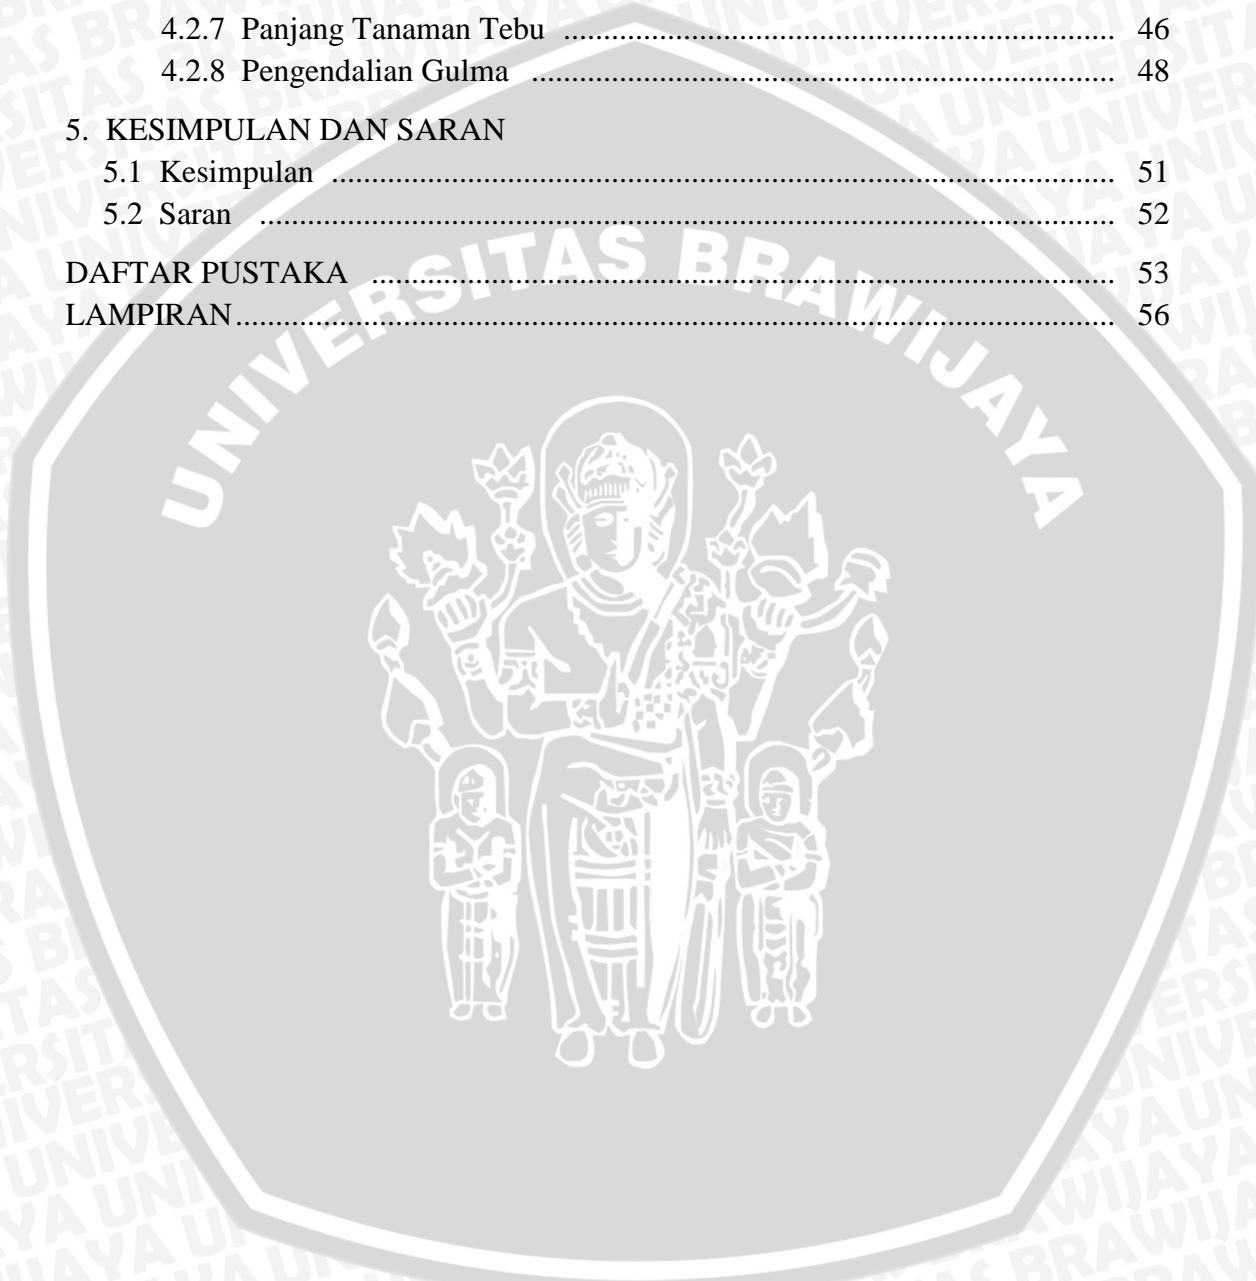 4.2.7 Panjang Tanaman Tebu ........................................................................ 46
4.2.8 Pengendalian Gulma ............................................................................ 48
5. KESIMPULAN DAN SARAN
5.1 Kesimpulan .................................................................................................. 51
5.2 Saran ........................................................................................................... 52
DAFTAR PUSTAKA ............................................................................................. 53
LAMPIRAN............................................................................................................ 56
UNIVERSITAS BRAWIJAYA